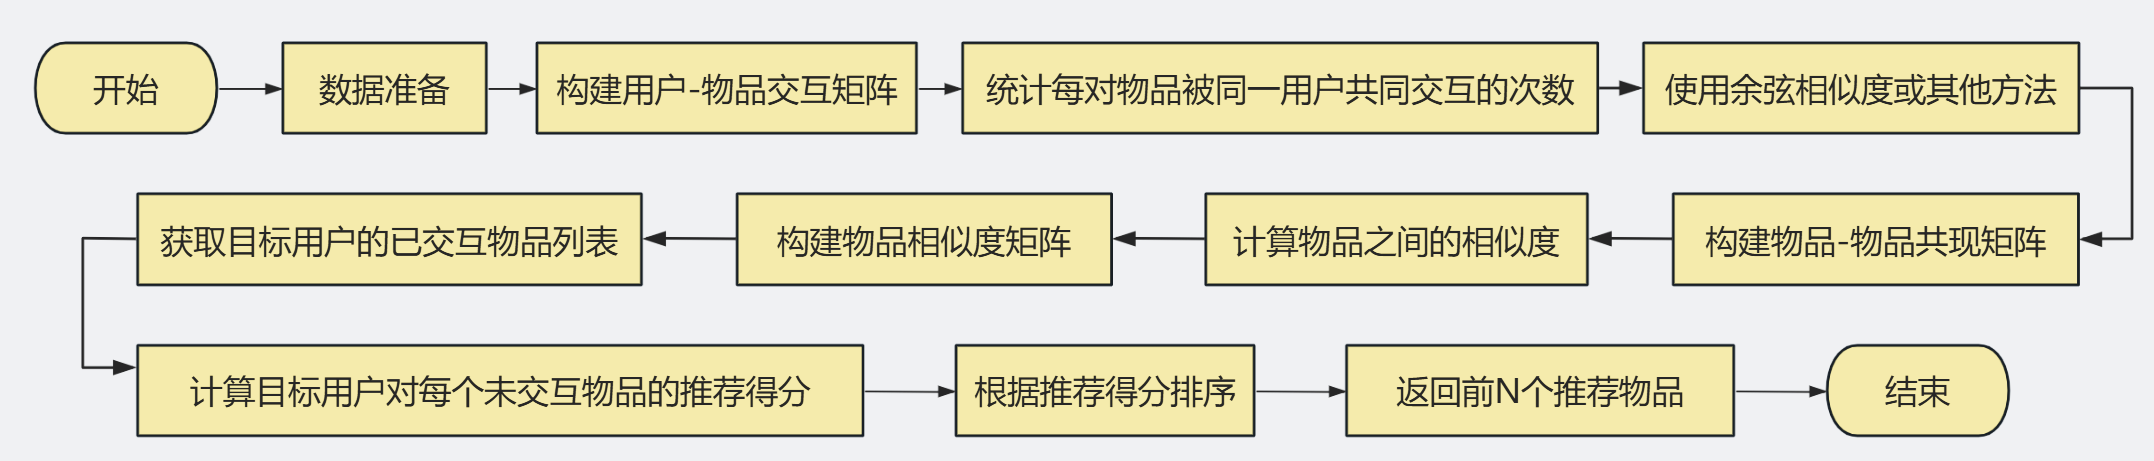 开始
数据准备
构建用户-物品交互矩阵
统计每对物品被同一用户共同交互的次数
使用余弦相似度或其他方法
构建物品-物品共现矩阵
计算物品之间的相似度
构建物品相似度矩阵
获取目标用户的已交互物品列表
计算目标用户对每个未交互物品的推荐得分
根据推荐得分排序
返回前N个推荐物品
结束